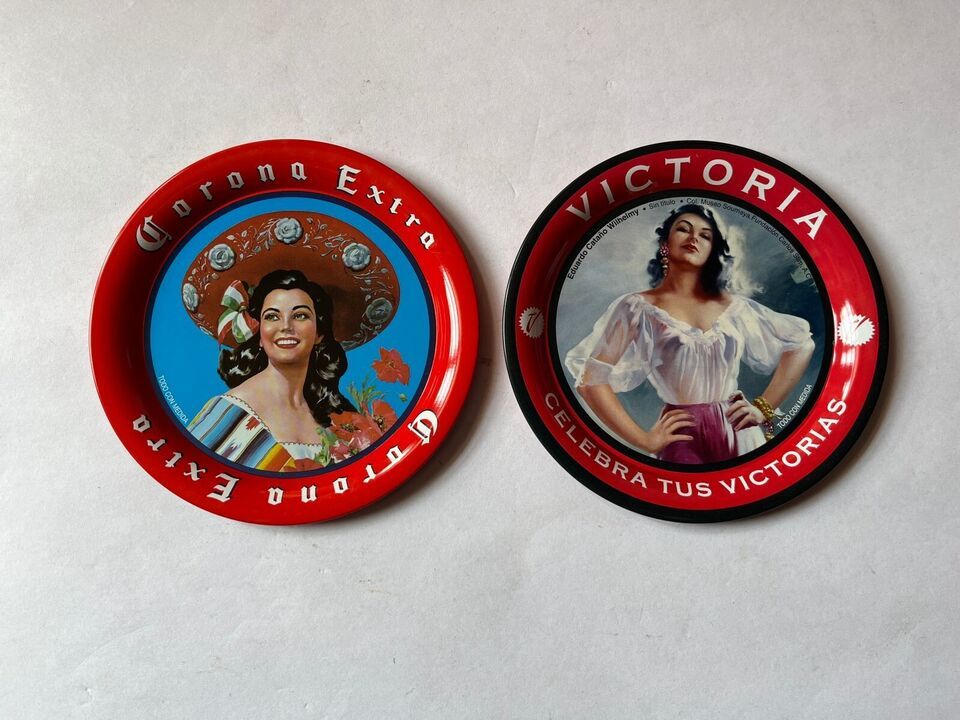 Corona Extra
TODO CON MEDIDA
Corona Extra
VICTORIA
Eduardo Cataño Wilhelmy • Sin título • Col. Museo Soumaya Fundación Carlos Slim, A.C.
TODO CON MEDIDA
CELEBRA TUS VICTORIAS